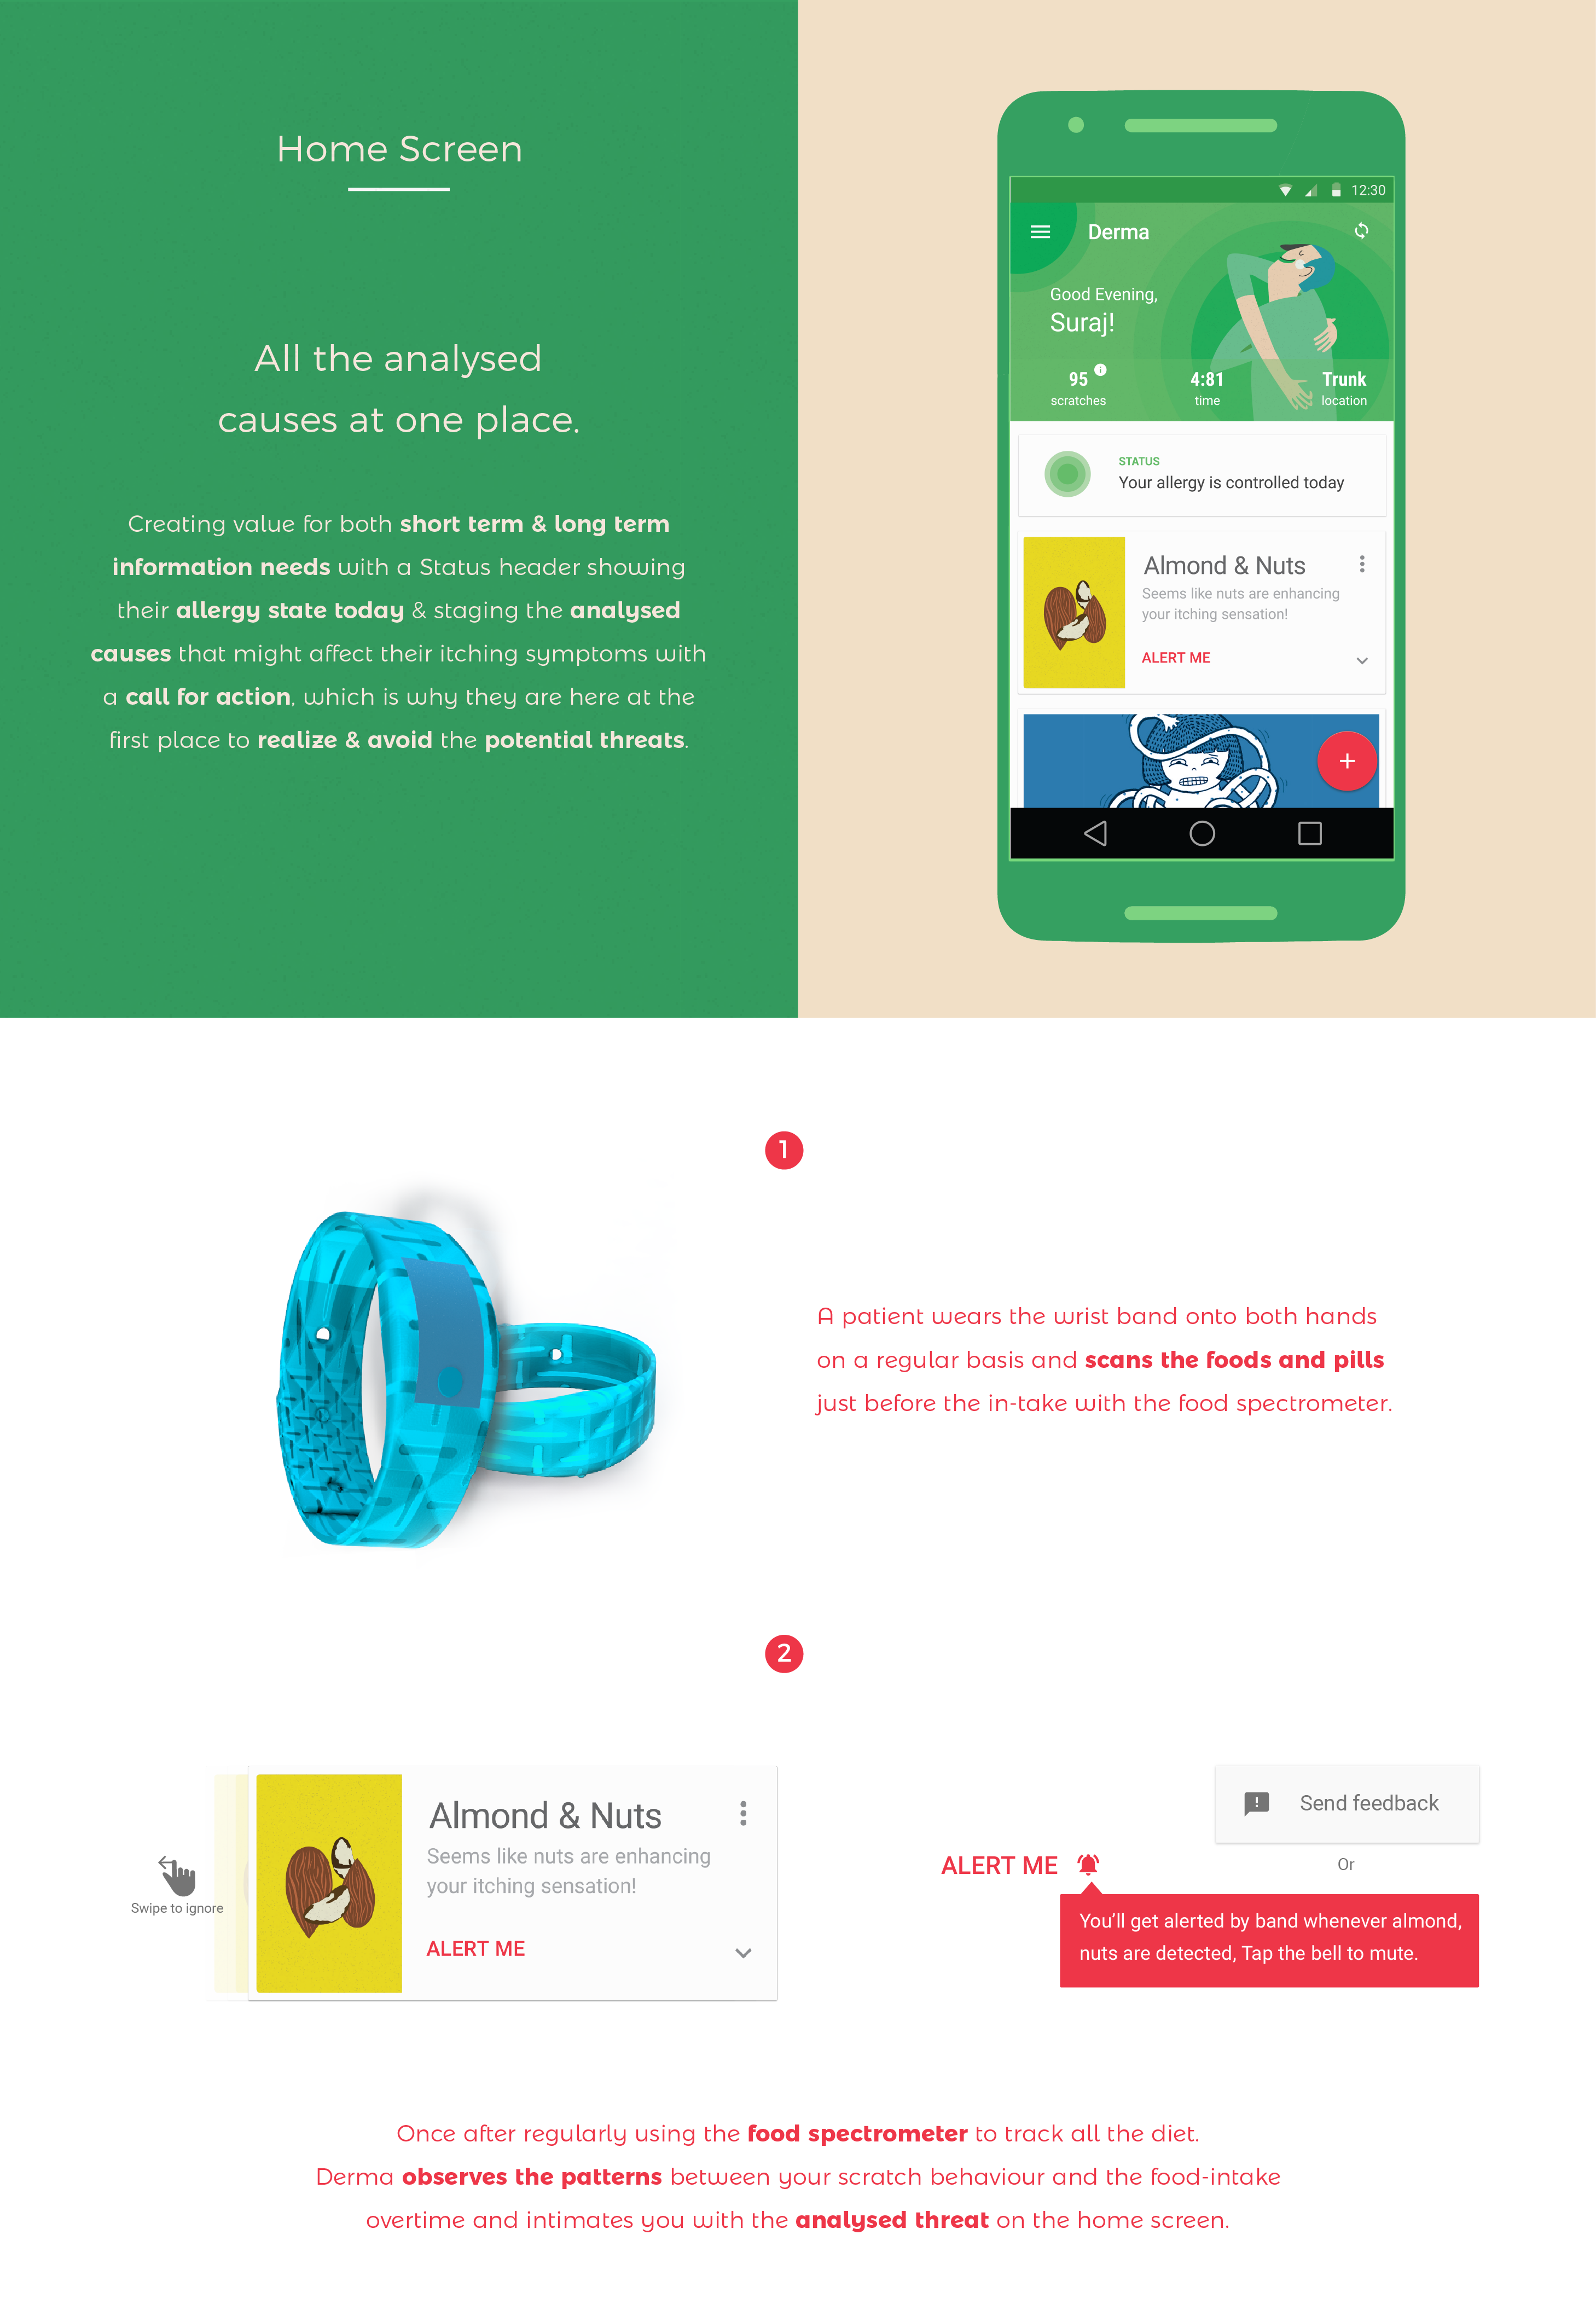 Home Screen
All the analysed
causes at one place.
Creating value for both short term & long term
information needs with a Status header showing
their allergy state today & staging the analysed
causes that might affect their itching symptoms with
a call for action, which is why they are here at the
first place to realize & avoid the potential threats.
12:30
Derma
Good Evening,
Suraj!
95 4:81 Trunk
scratches time location
STATUS
Your allergy is controlled today
Almond & Nuts
Seems like nuts are enhancing
your itching sensation!
ALERT ME
+
1
A patient wears the wrist band onto both hands
on a regular basis and scans the foods and pills
just before the in-take with the food spectrometer.
2
Swipe to ignore
Almond & Nuts
Seems like nuts are enhancing
your itching sensation!
ALERT ME
Send feedback
Or
ALERT ME
You'll get alerted by band whenever almond,
nuts are detected, Tap the bell to mute.
Once after regularly using the food spectrometer to track all the diet.
Derma observes the patterns between your scratch behaviour and the food-intake
overtime and intimates you with the analysed threat on the home screen.